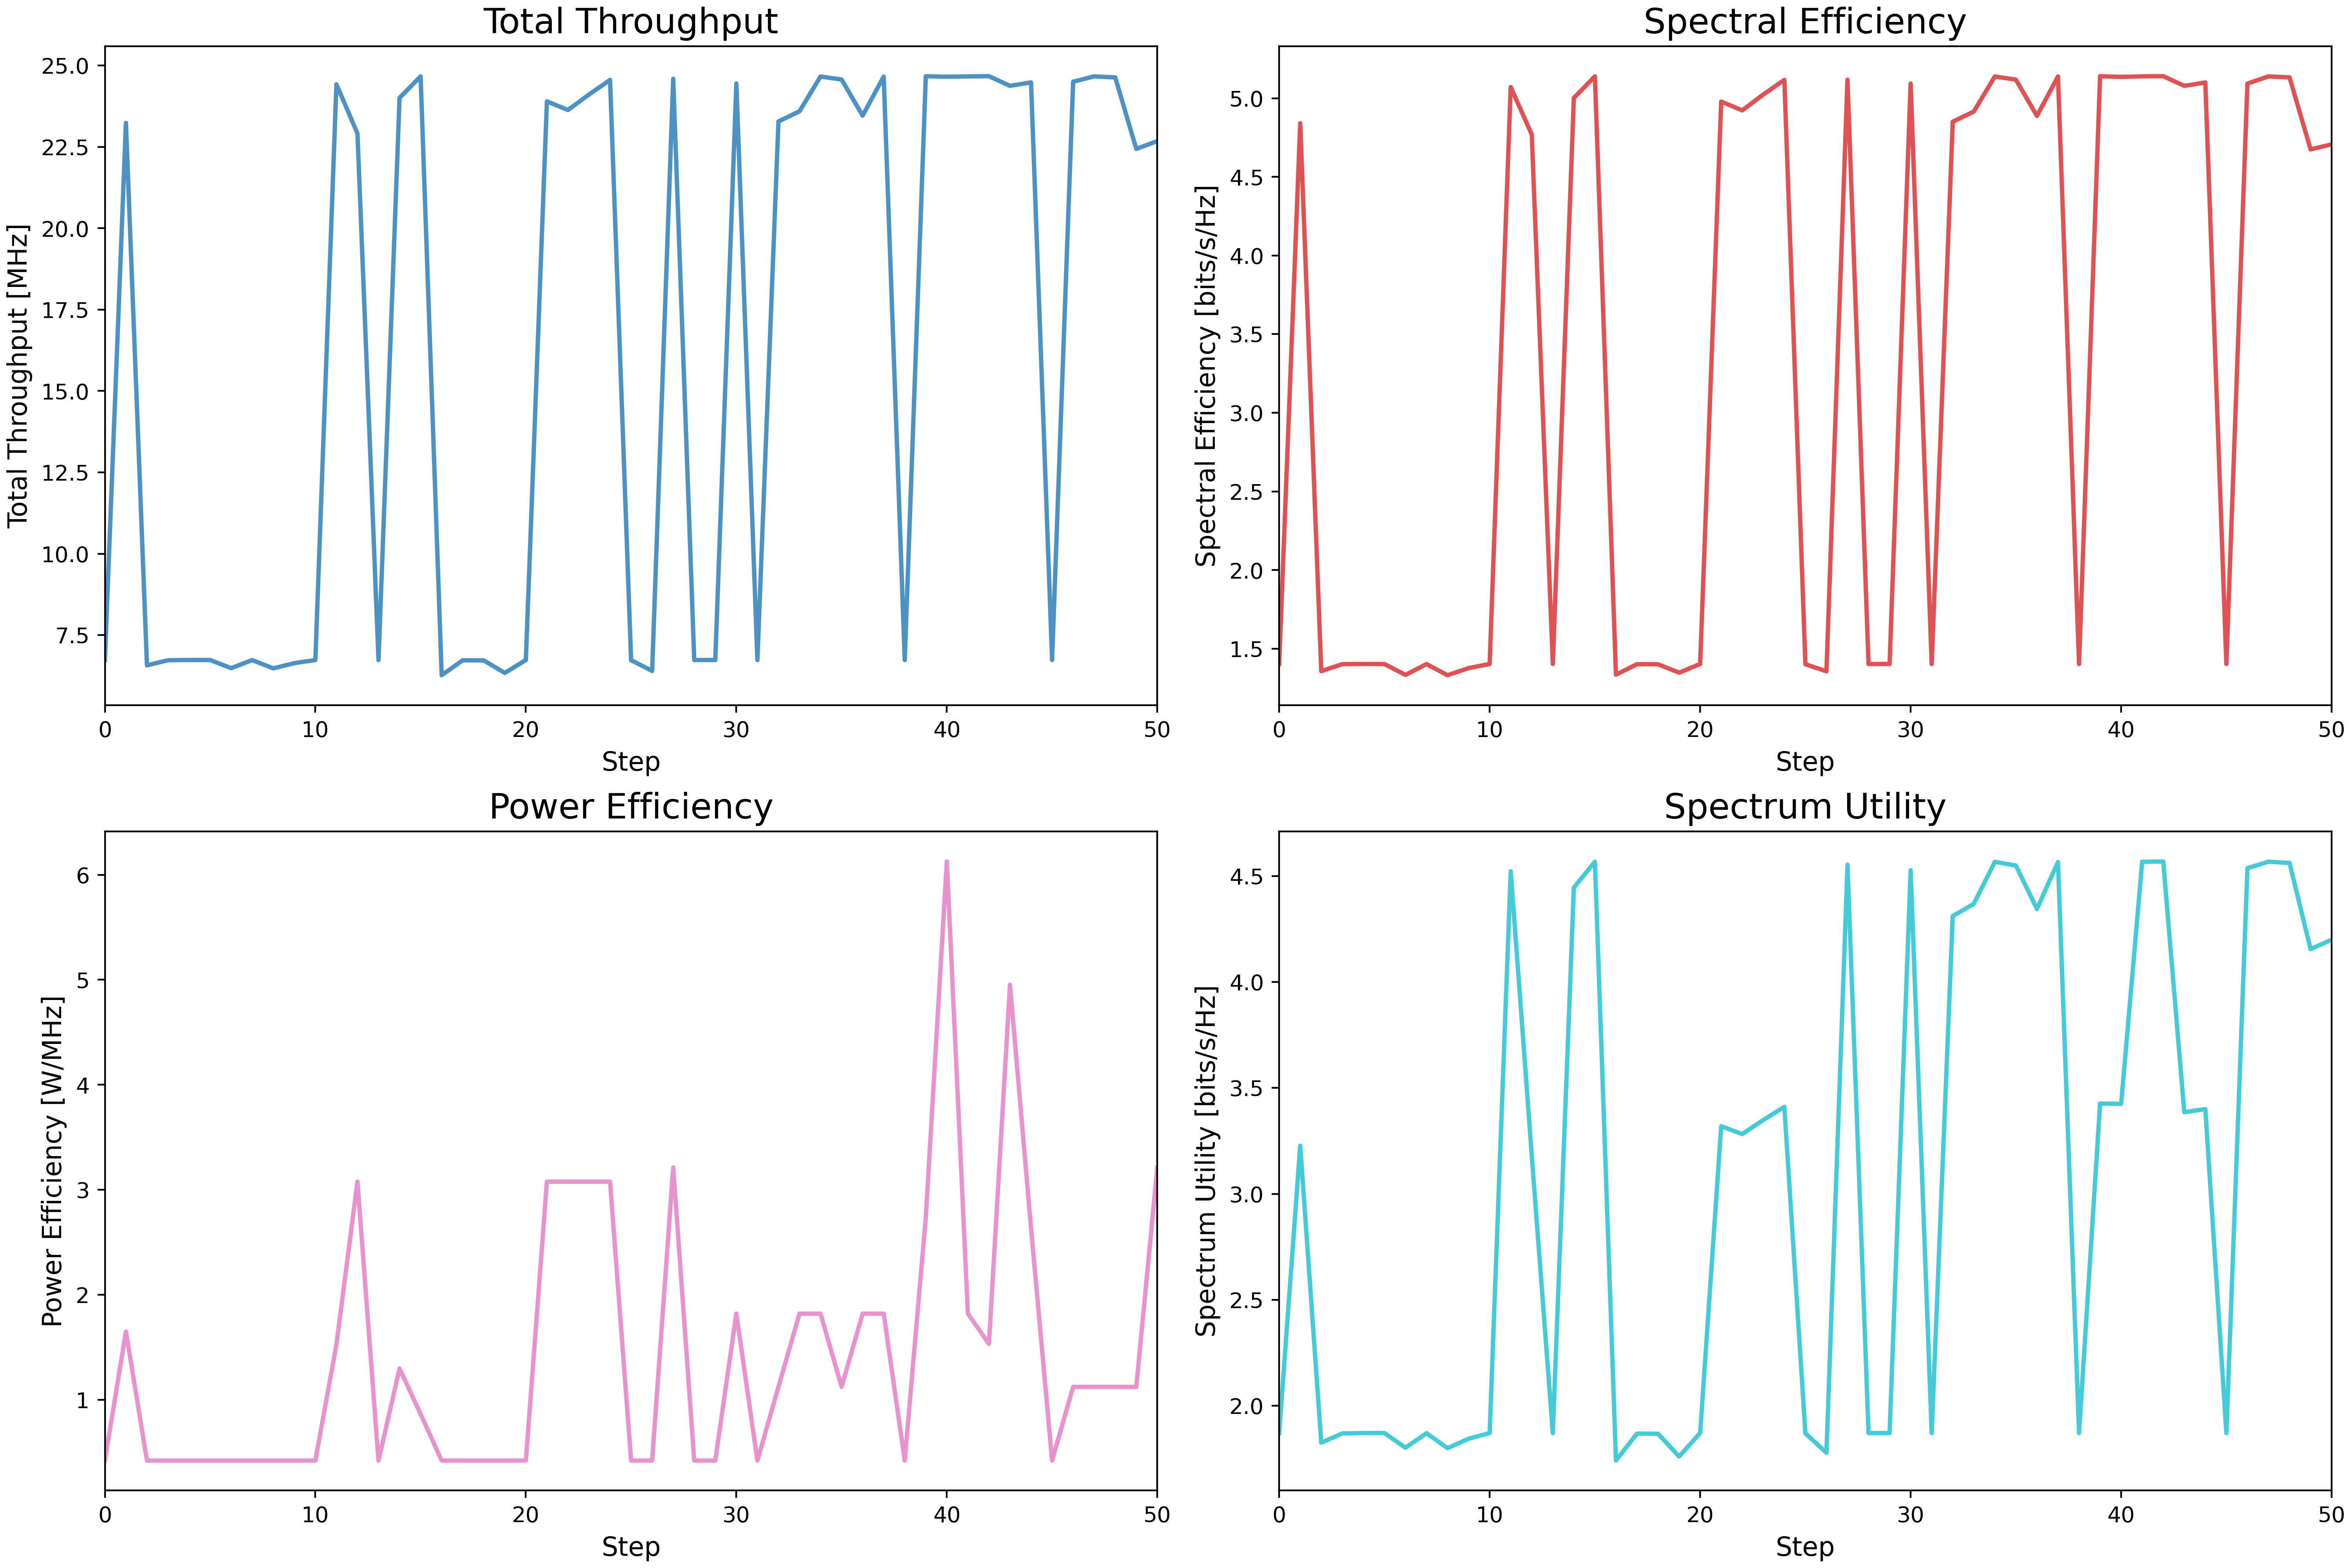 Total Throughput
Total Throughput [MHz]
25.0
22.5
20.0
17.5
15.0
12.5
10.0
7.5
0 10 20 30 40 50
Step
Spectral Efficiency
Spectral Efficiency [bits/s/Hz]
5.0
4.5
4.0
3.5
3.0
2.5
2.0
1.5
0 10 20 30 40 50
Step
Power Efficiency
Power Efficiency [W/MHz]
6
5
4
3
2
1
0 10 20 30 40 50
Step
Spectrum Utility
Spectrum Utility [bits/s/Hz]
4.5
4.0
3.5
3.0
2.5
2.0
0 10 20 30 40 50
Step